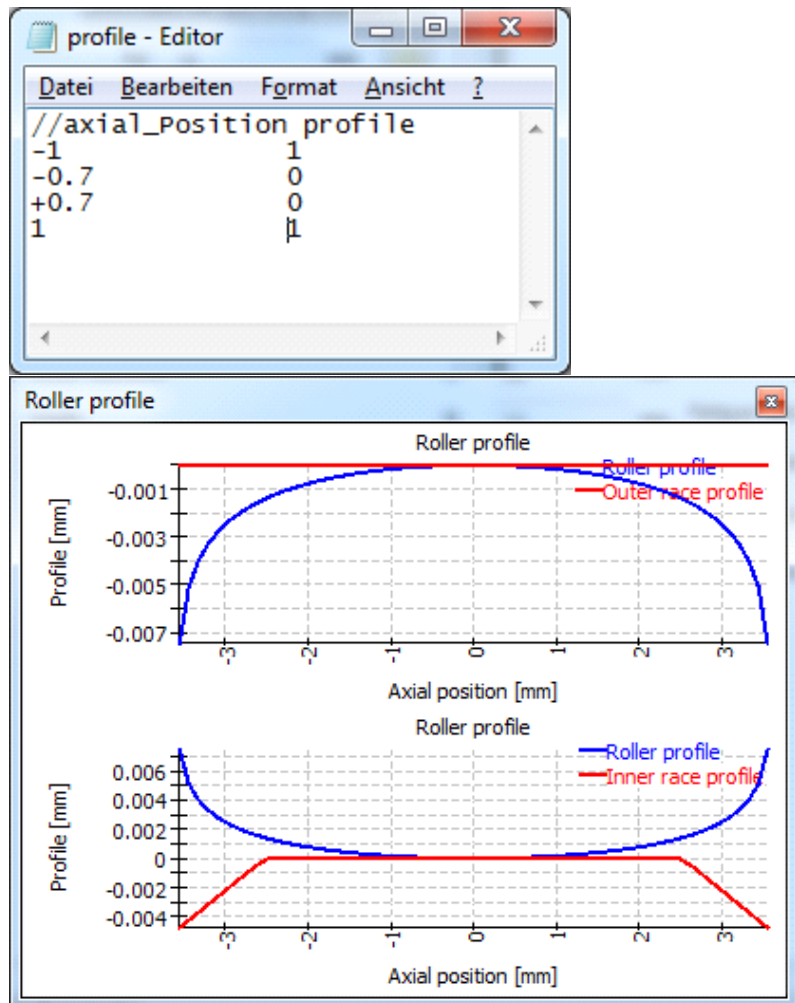 profile - Editor
Datei Bearbeiten Format Ansicht ?
//axial_Position profile
-1 1
-0.7 0
+0.7 0
1 1
Roller profile
Roller profile
Roller profile
Outer race profile
Profile [mm]
-0.001
-0.003
-0.005
-0.007
-3 -2 -1 0 1 2 3
Axial position [mm]
Roller profile
Roller profile
Inner race profile
Profile [mm]
0.006
0.004
0.002
0
-0.002
-0.004
-3 -2 -1 0 1 2 3
Axial position [mm]